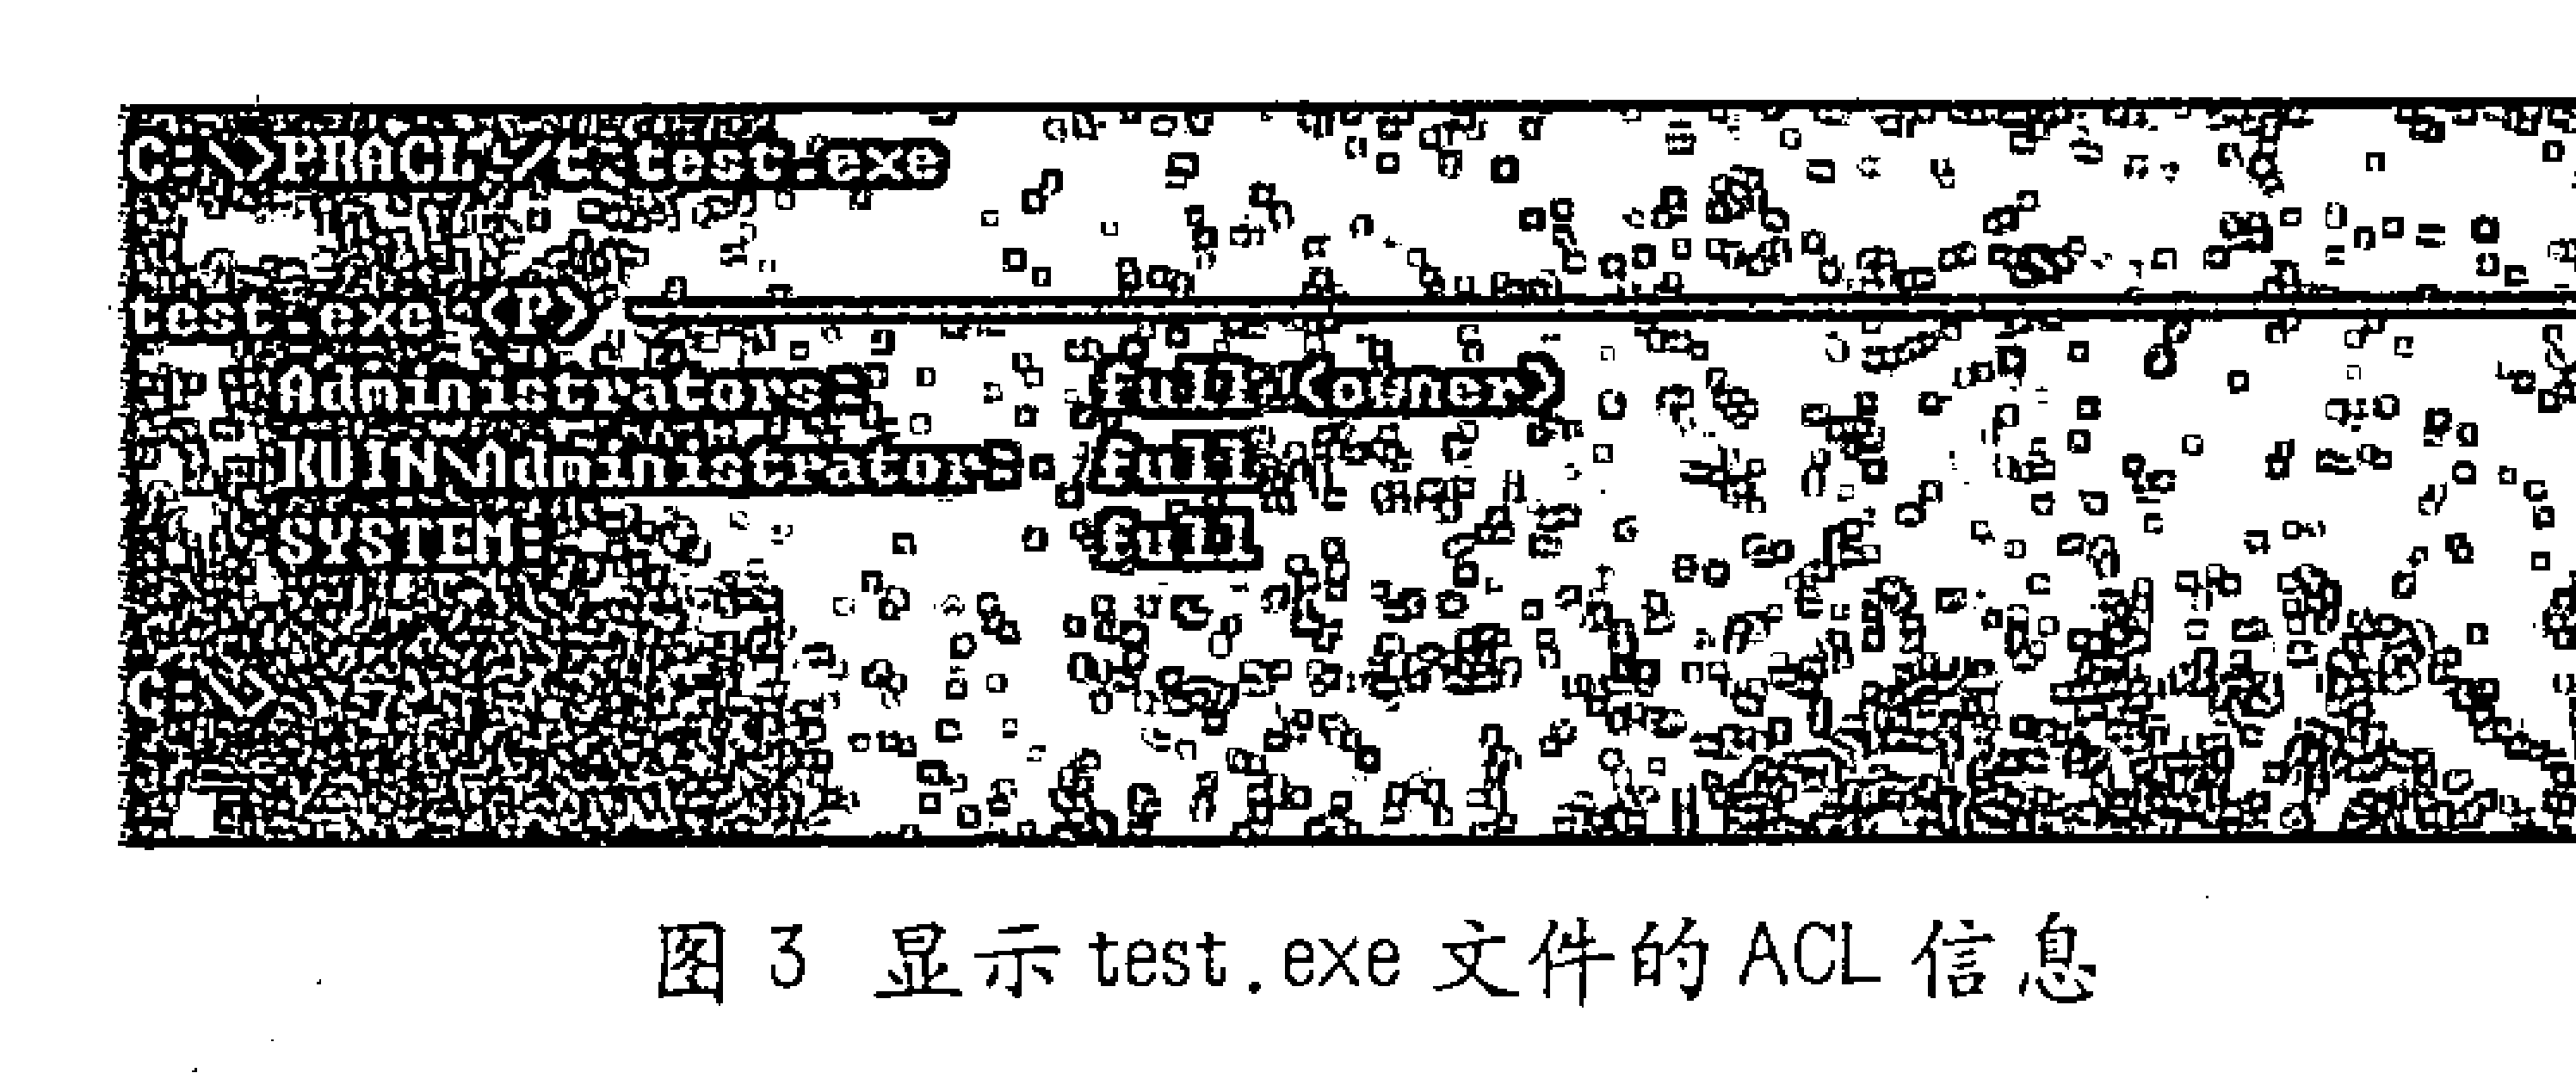 C:\>PRACL /t test.exe
test.exe (P)
Administrators: full (owner)
KUIN\Administrator: full
SYSTEM: full
C:\>
图 3 显示 test.exe 文件的 ACL 信息